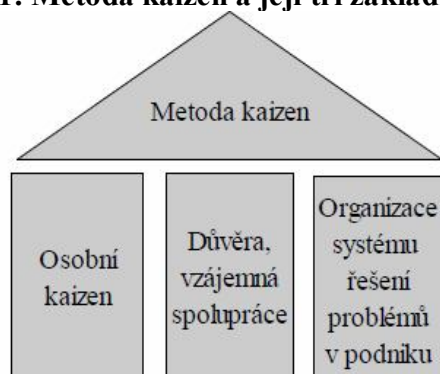 Metoda kaizen a její tři základ
Metoda kaizen
Osobní
kaizen
Důvěra,
vzájemná
spolupráce
Organizace
systému
řešení
problémů
v podniku